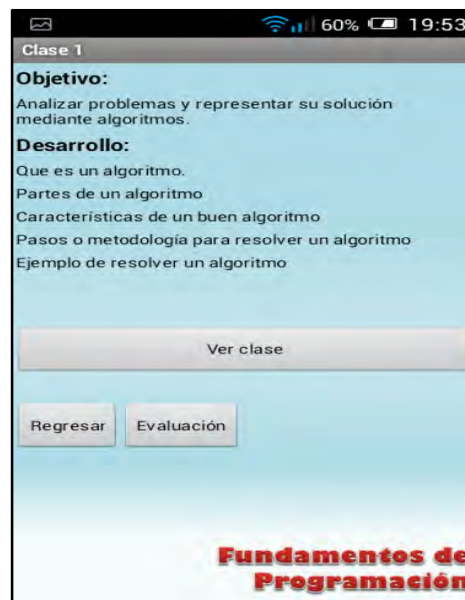 60% 19:53
Clase 1
Objetivo:
Analizar problemas y representar su solución
mediante algoritmos.
Desarrollo:
Que es un algoritmo.
Partes de un algoritmo
Características de un buen algoritmo
Pasos o metodología para resolver un algoritmo
Ejemplo de resolver un algoritmo
Ver clase
Regresar Evaluación
Fundamentos de
Programación